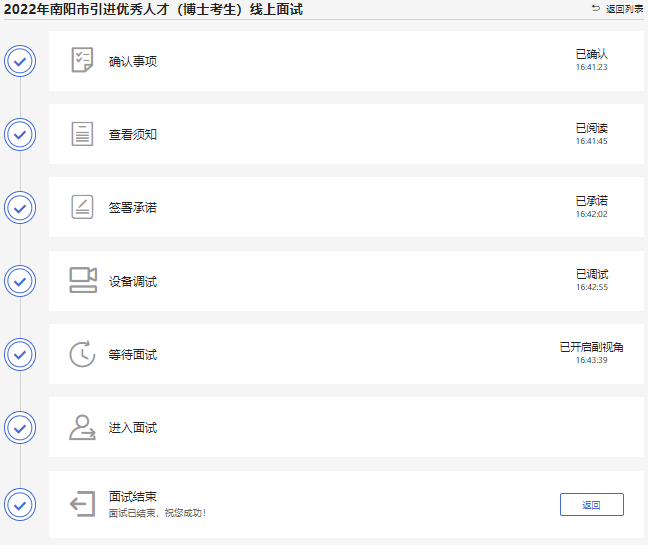 2022年南阳市引进优秀人才（博士考生）线上面试
返回列表
确认事项
已确认
16:41:23
查看须知
已阅读
16:41:45
签署承诺
已承诺
16:42:02
设备调试
已调试
16:42:55
等待面试
已开启副视角
16:43:39
进入面试
面试结束
面试已结束，祝您成功！
返回